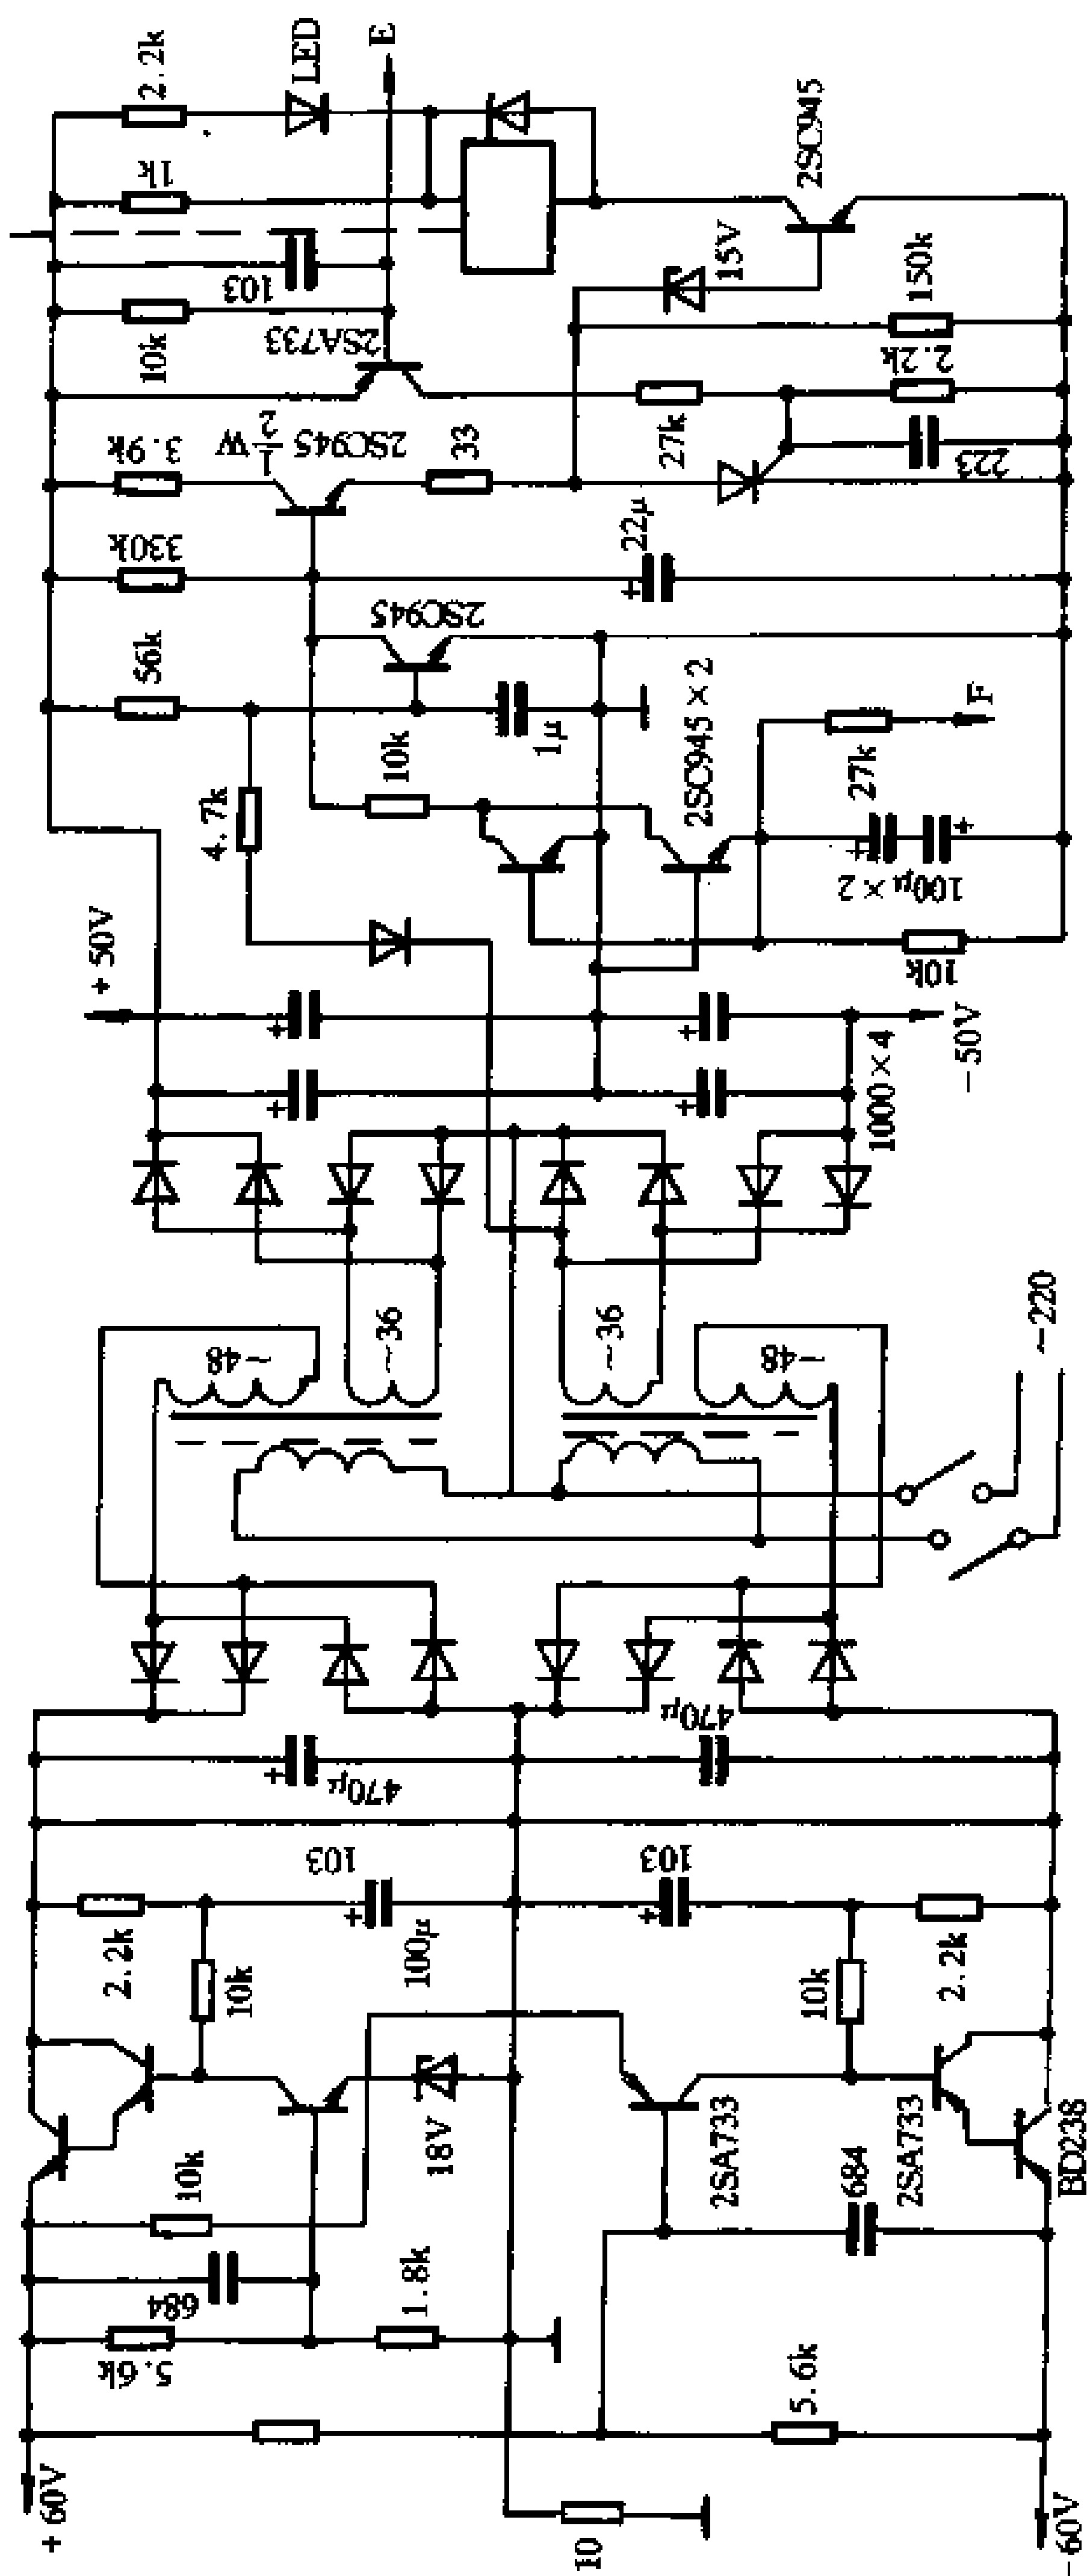 2.2k
LED
E
1k
103
10k
2SA733
2SC945
15V
150k
2.2k
3.9k
2SC945 1/2 W
33
27k
223
330k
22μ
+
56k
2SC945
1μ
10k
4.7k
2SC945×2
27k
F
100μ×2
+
+
10k
+50V
+
+
-50V
+
+
1000×4
~48
~36
~36
~48
~220
470μ
+
470μ
2.2k
103
103
+
100μ
+
10k
10k
2.2k
18V
10k
2SA733
684
2SA733
BD238
684
5.6k
1.8k
5.6k
+60V
10
-60V